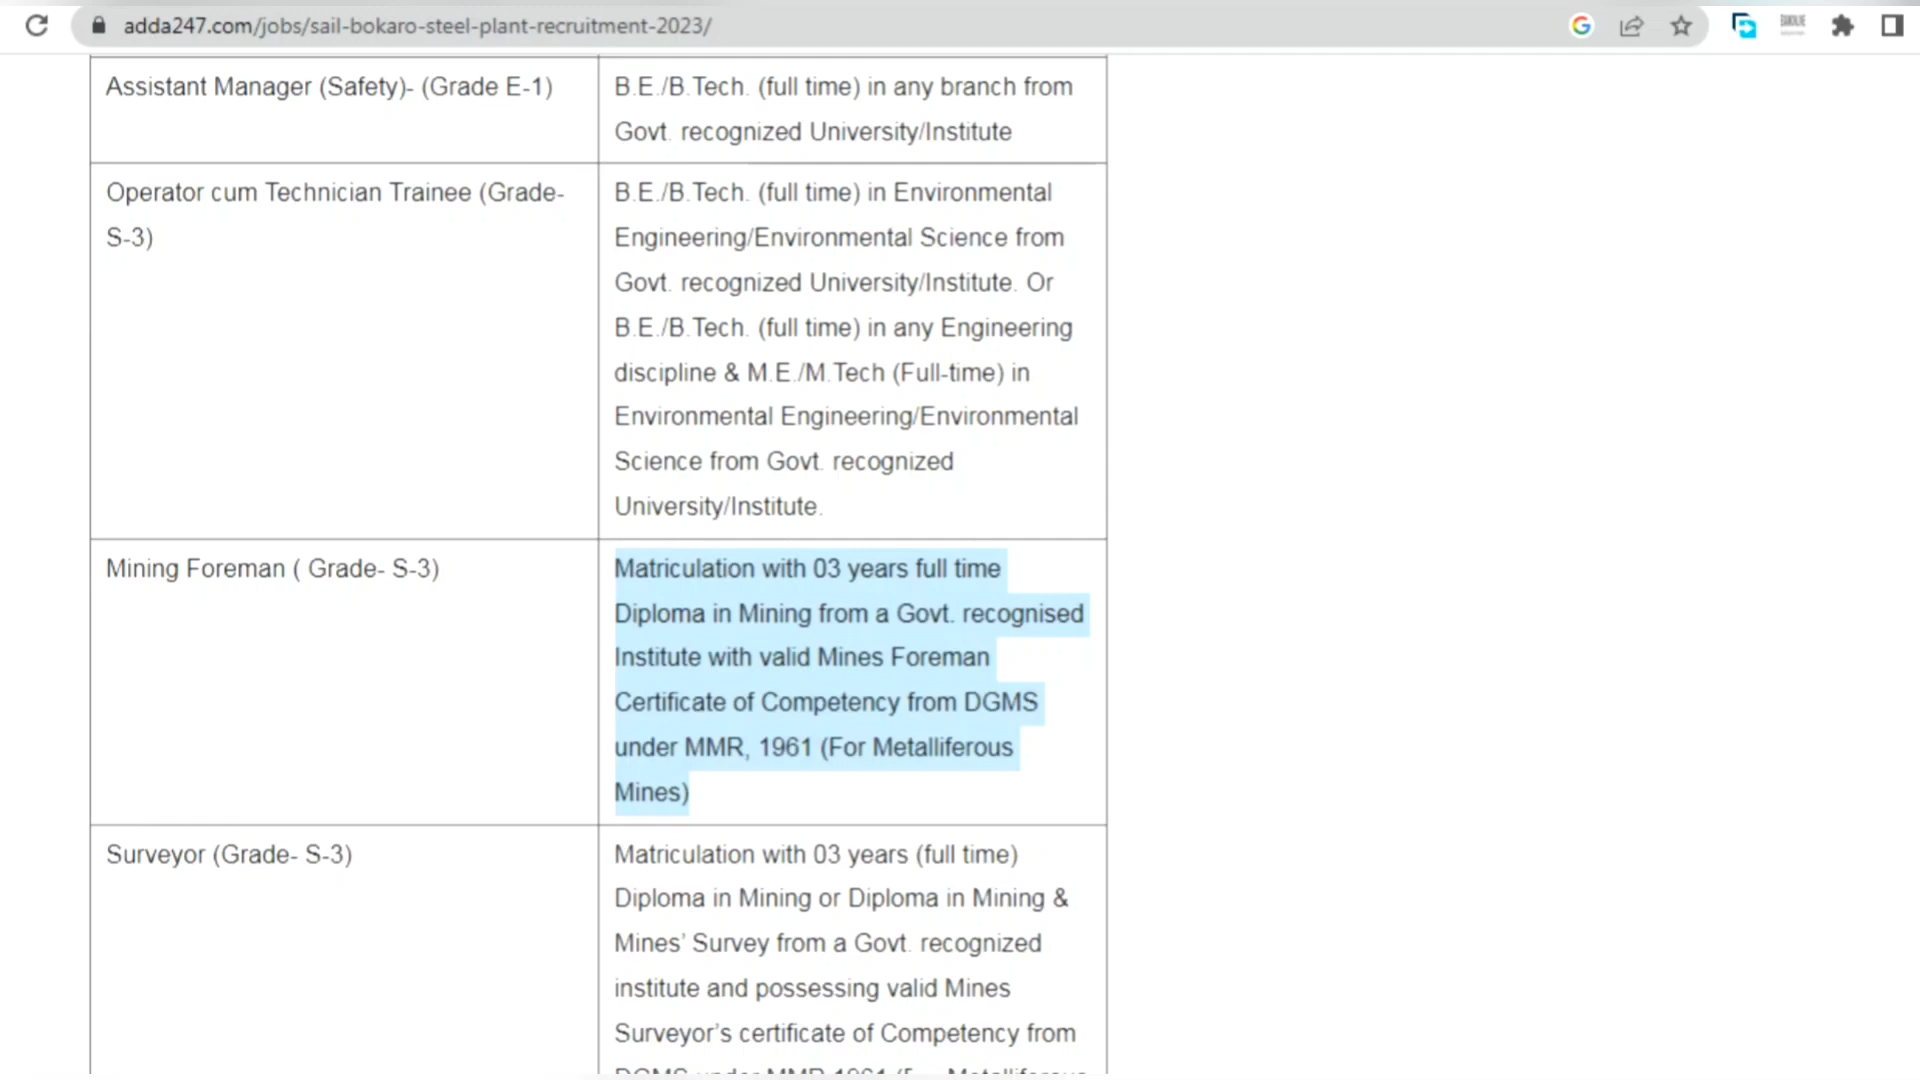 adda247.com/jobs/sail-bokaro-steel-plant-recruitment-2023/
Assistant Manager (Safety)- (Grade E-1)
B.E./B.Tech. (full time) in any branch from
Govt. recognized University/Institute
Operator cum Technician Trainee (Grade-
S-3)
B.E./B.Tech. (full time) in Environmental
Engineering/Environmental Science from
Govt. recognized University/Institute. Or
B.E./B.Tech. (full time) in any Engineering
discipline & M.E./M.Tech (Full-time) in
Environmental Engineering/Environmental
Science from Govt. recognized
University/Institute.
Mining Foreman ( Grade- S-3)
Matriculation with 03 years full time
Diploma in Mining from a Govt. recognised
Institute with valid Mines Foreman
Certificate of Competency from DGMS
under MMR, 1961 (For Metalliferous
Mines)
Surveyor (Grade- S-3)
Matriculation with 03 years (full time)
Diploma in Mining or Diploma in Mining &
Mines’ Survey from a Govt. recognized
institute and possessing valid Mines
Surveyor’s certificate of Competency from